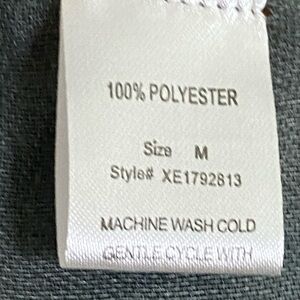 100% POLYESTER
Size M
Style# XE1792813
MACHINE WASH COLD
GENTLE CYCLE WITH